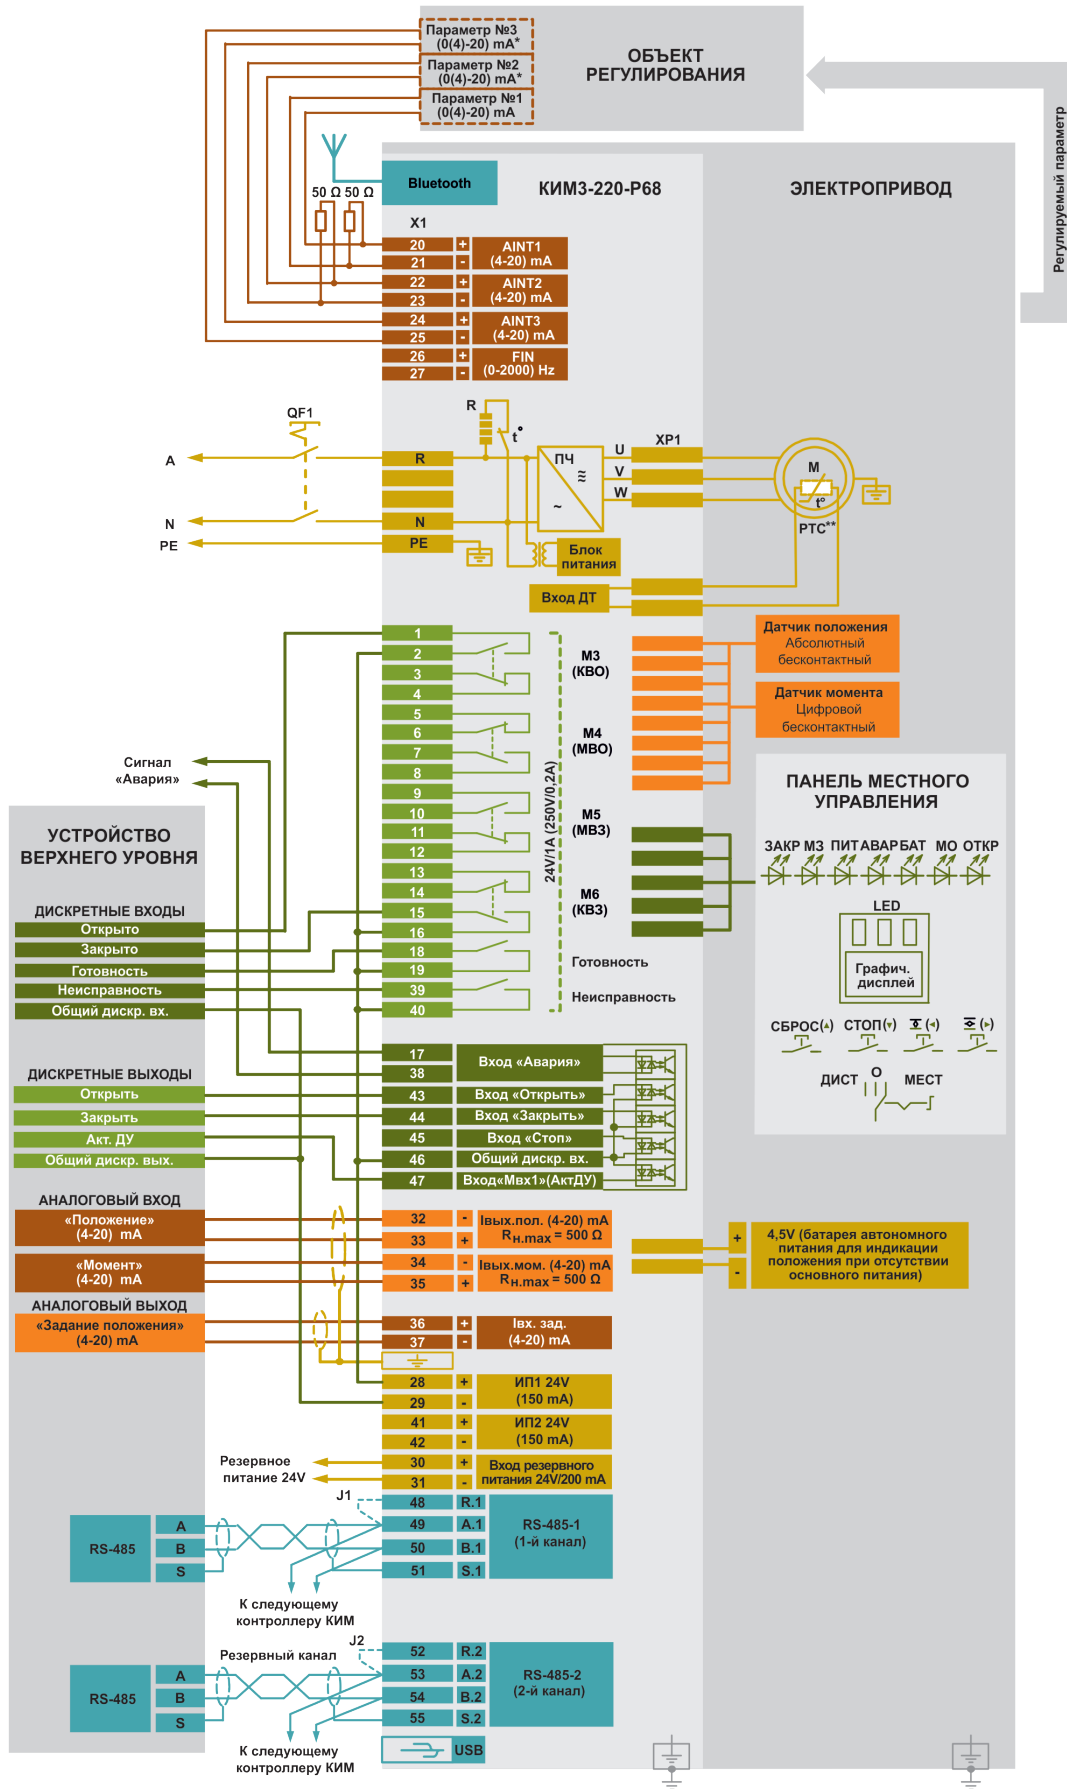 Параметр №3
(0(4)-20) mA*
Параметр №2
(0(4)-20) mA*
Параметр №1
(0(4)-20) mA
ОБЪЕКТ
РЕГУЛИРОВАНИЯ
Регулируемый параметр
Bluetooth
КИМ3-220-Р68
ЭЛЕКТРОПРИВОД
50 Ω 50 Ω
X1
20 + AINT1
21 - (4-20) mA
22 + AINT2
23 - (4-20) mA
24 + AINT3
25 - (4-20) mA
26 + FIN
27 - (0-2000) Hz
QF1
R
t°
A
R
ПЧ
≈
~
U
V
W
XP1
M
t°
PTC**
N
N
PE
PE
Блок
питания
Вход ДТ
1
2
3
4
5
6
7
8
9
10
11
12
13
14
15
16
18
19
39
40
24V/1A (250V/0,2A)
М3
(КВО)
М4
(МВО)
М5
(МВЗ)
М6
(КВЗ)
Готовность
Неисправность
Датчик положения
Абсолютный
бесконтактный
Датчик момента
Цифровой
бесконтактный
Сигнал
«Авария»
ПАНЕЛЬ МЕСТНОГО
УПРАВЛЕНИЯ
ЗАКР МЗ ПИТ АВАР БАТ МО ОТКР
LED
Графич.
дисплей
СБРОС(▲) СТОП(▼) (◄) (►)
ДИСТ О МЕСТ
УСТРОЙСТВО
ВЕРХНЕГО УРОВНЯ
ДИСКРЕТНЫЕ ВХОДЫ
Открыто
Закрыто
Готовность
Неисправность
Общий дискр. вх.
ДИСКРЕТНЫЕ ВЫХОДЫ
Открыть
Закрыть
Акт. ДУ
Общий дискр. вых.
17
38
Вход «Авария»
43 Вход «Открыть»
44 Вход «Закрыть»
45 Вход «Стоп»
46 Общий дискр. вх.
47 Вход«Мвх1»(АктДУ)
АНАЛОГОВЫЙ ВХОД
«Положение»
(4-20) mA
«Момент»
(4-20) mA
АНАЛОГОВЫЙ ВЫХОД
«Задание положения»
(4-20) mA
32 - Iвых.пол. (4-20) mA
33 + Rн.max = 500 Ω
34 - Iвых.мом. (4-20) mA
35 + Rн.max = 500 Ω
36 + Iвх. зад.
37 - (4-20) mA
+ 4,5V (батарея автономного
питания для индикации
положения при отсутствии
- основного питания)
28 + ИП1 24V
29 - (150 mA)
41 + ИП2 24V
42 - (150 mA)
Резервное
питание 24V
30 + Вход резервного
31 - питания 24V/200 mA
J1
48 R.1
49 A.1
50 B.1
51 S.1
RS-485-1
(1-й канал)
RS-485
A
B
S
К следующему
контроллеру КИМ
Резервный канал
J2
52 R.2
53 A.2
54 B.2
55 S.2
RS-485-2
(2-й канал)
RS-485
A
B
S
К следующему
контроллеру КИМ
USB